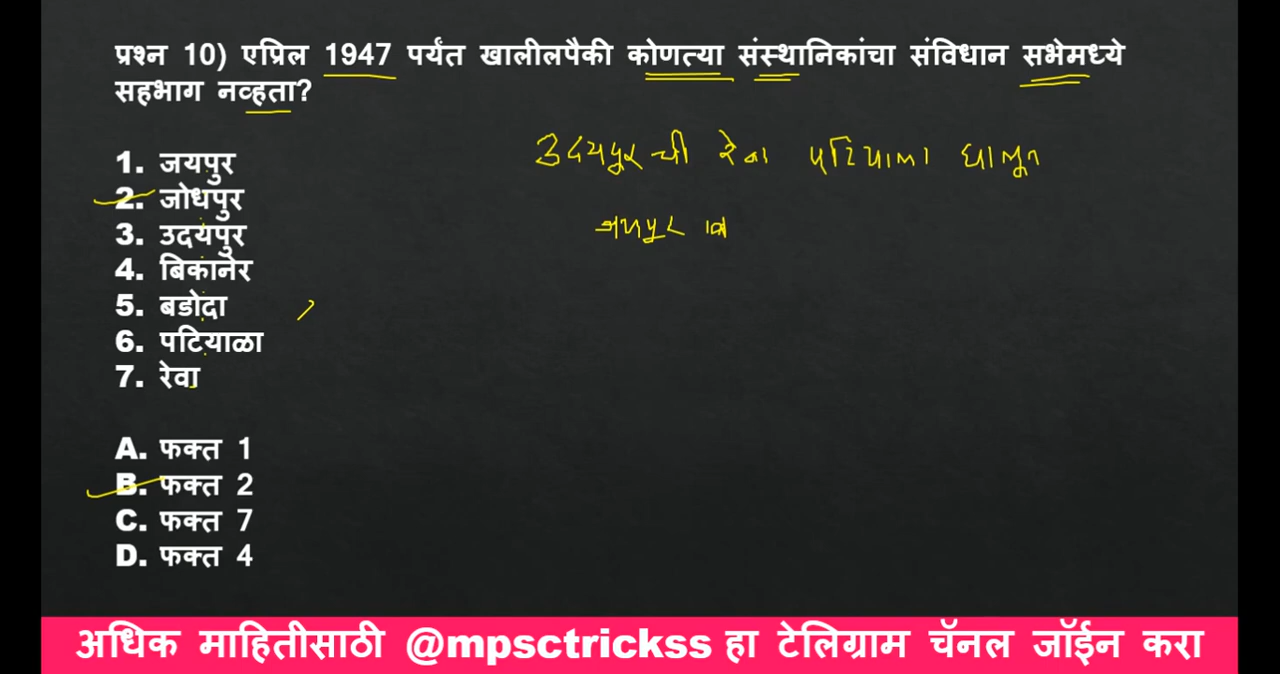 प्रश्न 10) एप्रिल 1947 पर्यंत खालीलपैकी कोणत्या संस्थानिकांचा संविधान सभेमध्ये
सहभाग नव्हता?
उदयपुर ची रेवा पटियाला घालून
जयपुर
1. जयपुर
2. जोधपुर
3. उदयपुर
4. बिकानेर
5. बडोदा
6. पटियाळा
7. रेवा
A. फक्त 1
B. फक्त 2
C. फक्त 7
D. फक्त 4
अधिक माहितीसाठी @mpsctrickss हा टेलिग्राम चॅनल जॉईन करा